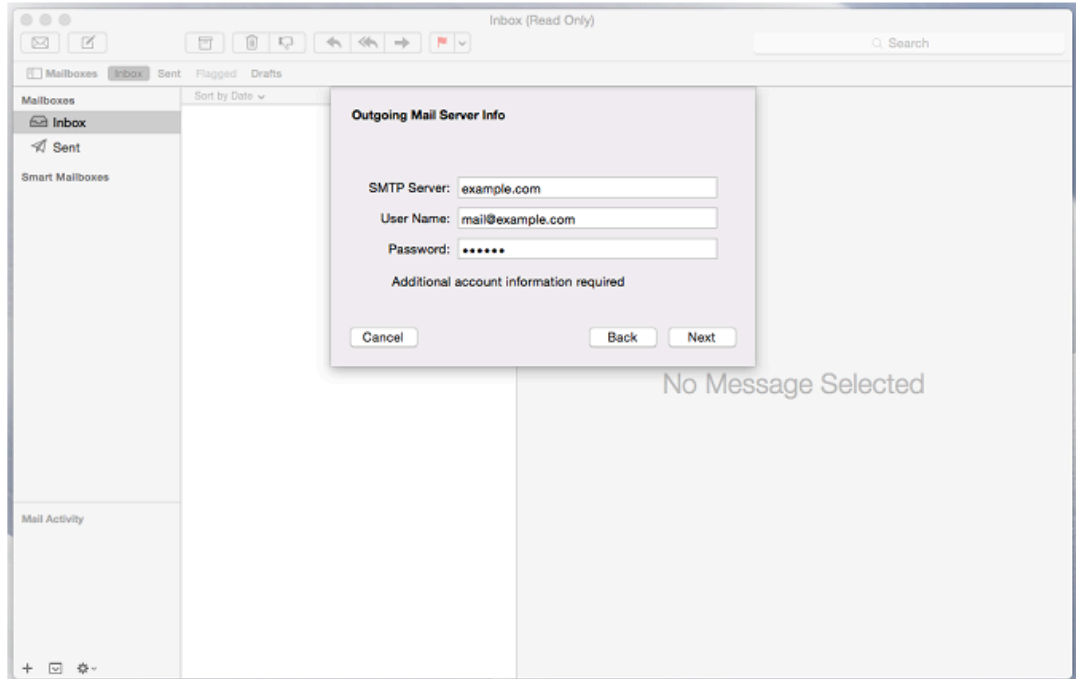 Inbox (Read Only)
Search
Mailboxes Inbox Sent Flagged Drafts
Mailboxes
Sort by Date
Inbox
Sent
Smart Mailboxes
Outgoing Mail Server Info
SMTP Server: example.com
User Name: mail@example.com
Password: ••••••
Additional account information required
Cancel Back Next
No Message Selected
Mail Activity